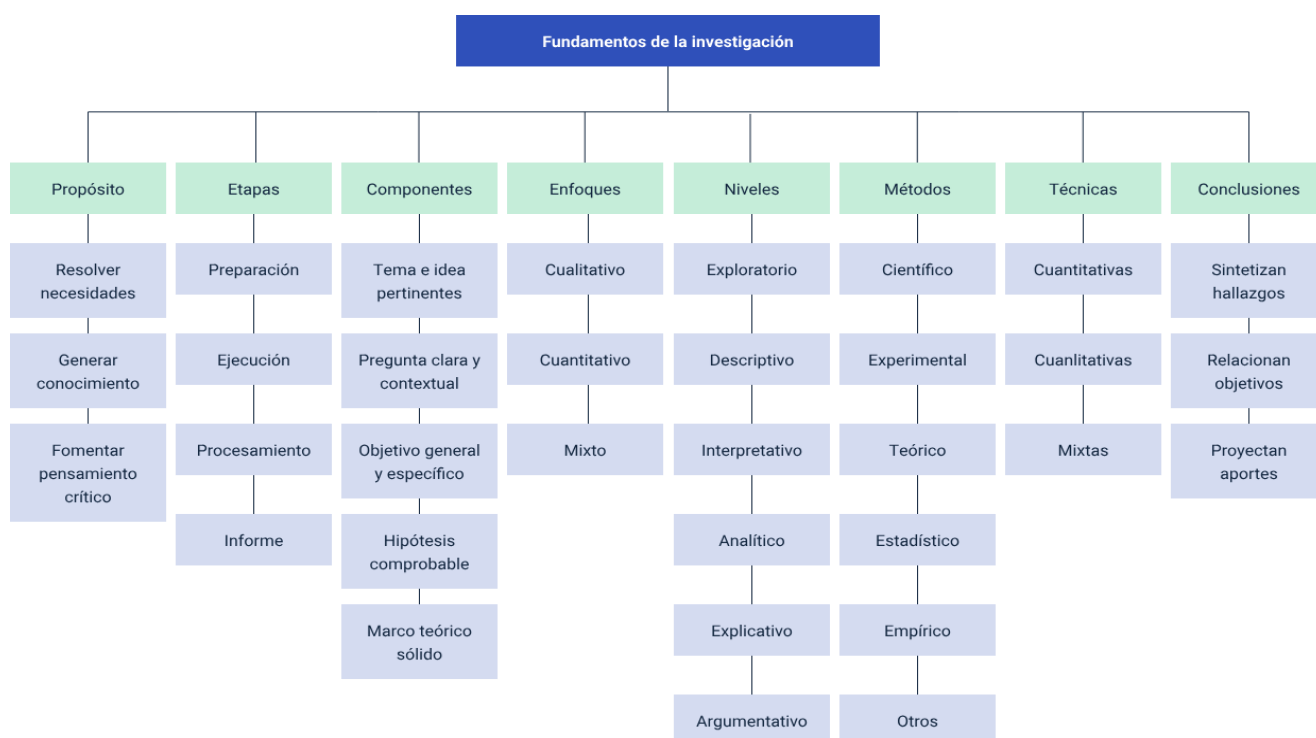 Fundamentos de la investigación
Propósito
Etapas
Componentes
Enfoques
Niveles
Métodos
Técnicas
Conclusiones
Resolver
necesidades
Generar
conocimiento
Fomentar
pensamiento
crítico
Preparación
Ejecución
Procesamiento
Informe
Tema e idea
pertinentes
Pregunta clara y
contextual
Objetivo general
y específico
Hipótesis
comprobable
Marco teórico
sólido
Cualitativo
Cuantitativo
Mixto
Exploratorio
Descriptivo
Interpretativo
Analítico
Explicativo
Argumentativo
Científico
Experimental
Teórico
Estadístico
Empírico
Otros
Cuantitativas
Cuanlitativas
Mixtas
Sintetizan
hallazgos
Relacionan
objetivos
Proyectan
aportes